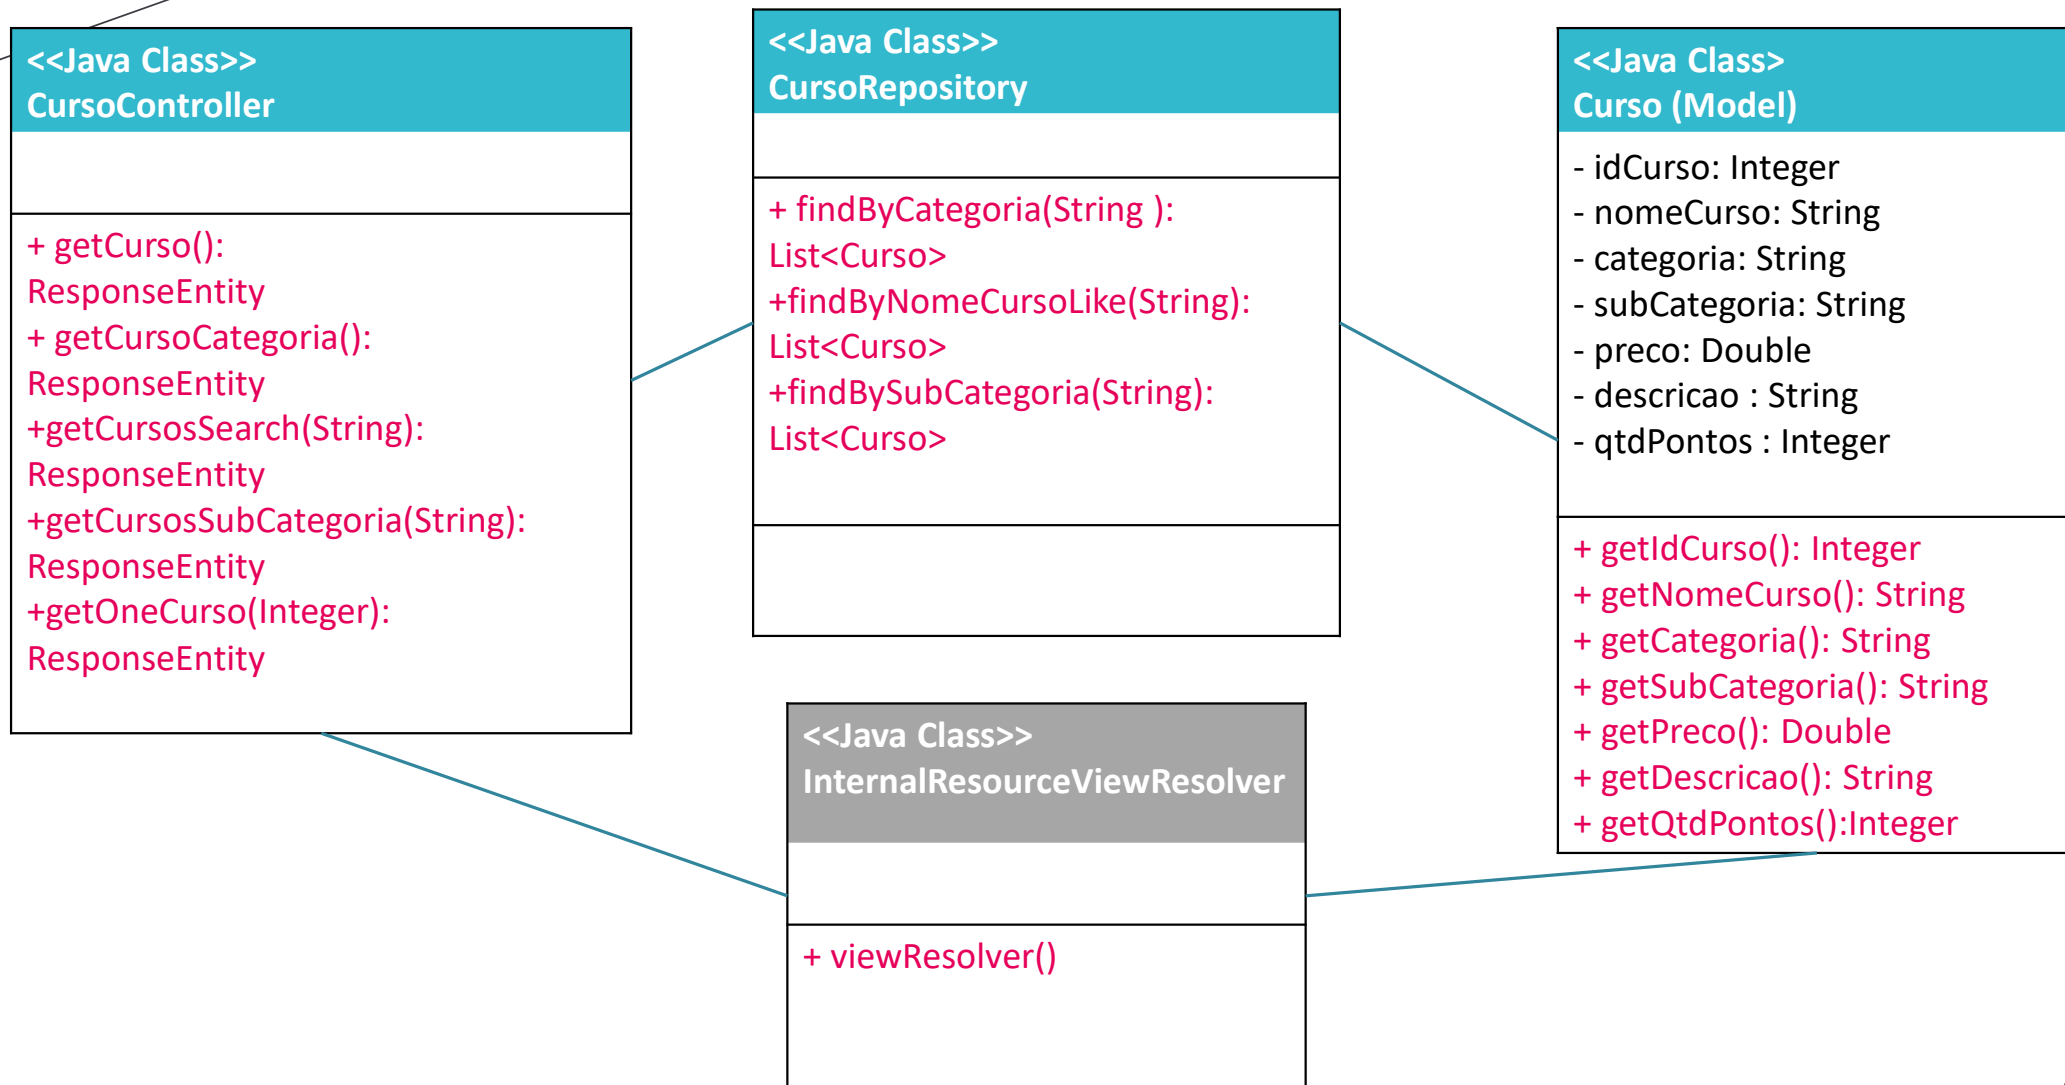 <<Java Class>>
CursoController
+ getCurso():
ResponseEntity
+ getCursoCategoria():
ResponseEntity
+getCursosSearch(String):
ResponseEntity
+getCursosSubCategoria(String):
ResponseEntity
+getOneCurso(Integer):
ResponseEntity
<<Java Class>>
CursoRepository
+ findByCategoria(String ):
List<Curso>
+findByNomeCursoLike(String):
List<Curso>
+findBySubCategoria(String):
List<Curso>
<<Java Class>
Curso (Model)
- idCurso: Integer
- nomeCurso: String
- categoria: String
- subCategoria: String
- preco: Double
- descricao : String
- qtdPontos : Integer
+ getIdCurso(): Integer
+ getNomeCurso(): String
+ getCategoria(): String
+ getSubCategoria(): String
+ getPreco(): Double
+ getDescricao(): String
+ getQtdPontos():Integer
<<Java Class>>
InternalResourceViewResolver
+ viewResolver()